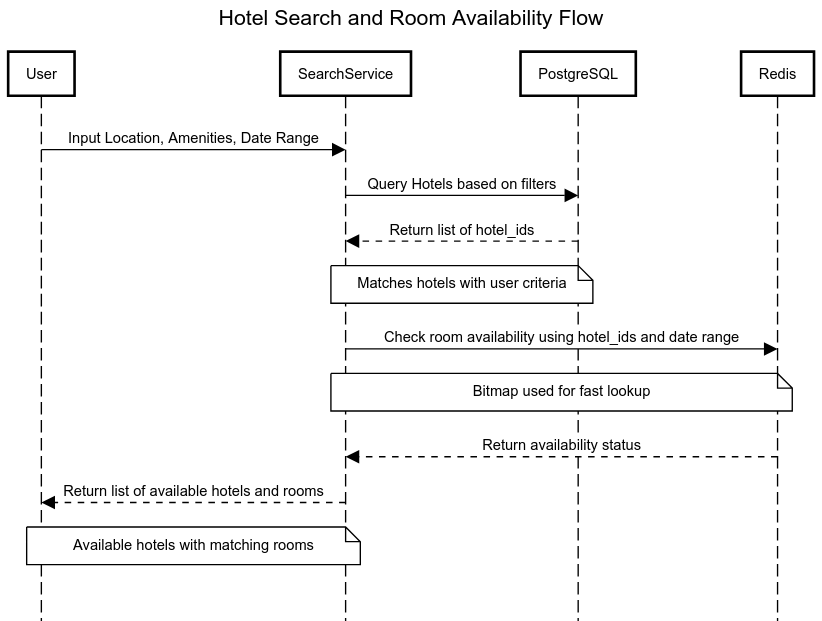 Hotel Search and Room Availability Flow
User
SearchService
PostgreSQL
Redis
Input Location, Amenities, Date Range
Query Hotels based on filters
Return list of hotel_ids
Matches hotels with user criteria
Check room availability using hotel_ids and date range
Bitmap used for fast lookup
Return availability status
Return list of available hotels and rooms
Available hotels with matching rooms